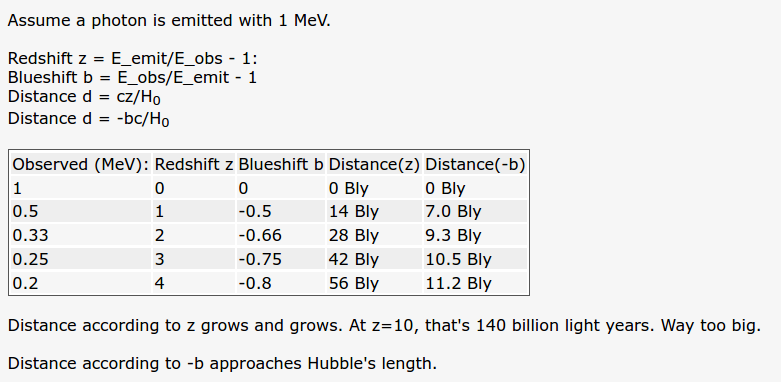 Assume a photon is emitted with 1 MeV.
Redshift z = E_emit/E_obs - 1:
Blueshift b = E_obs/E_emit - 1
Distance d = cz/H₀
Distance d = -bc/H₀
Observed (MeV): Redshift z Blueshift b Distance(z) Distance(-b)
1 0 0 0 Bly 0 Bly
0.5 1 -0.5 14 Bly 7.0 Bly
0.33 2 -0.66 28 Bly 9.3 Bly
0.25 3 -0.75 42 Bly 10.5 Bly
0.2 4 -0.8 56 Bly 11.2 Bly
Distance according to z grows and grows. At z=10, that's 140 billion light years. Way too big.
Distance according to -b approaches Hubble's length.